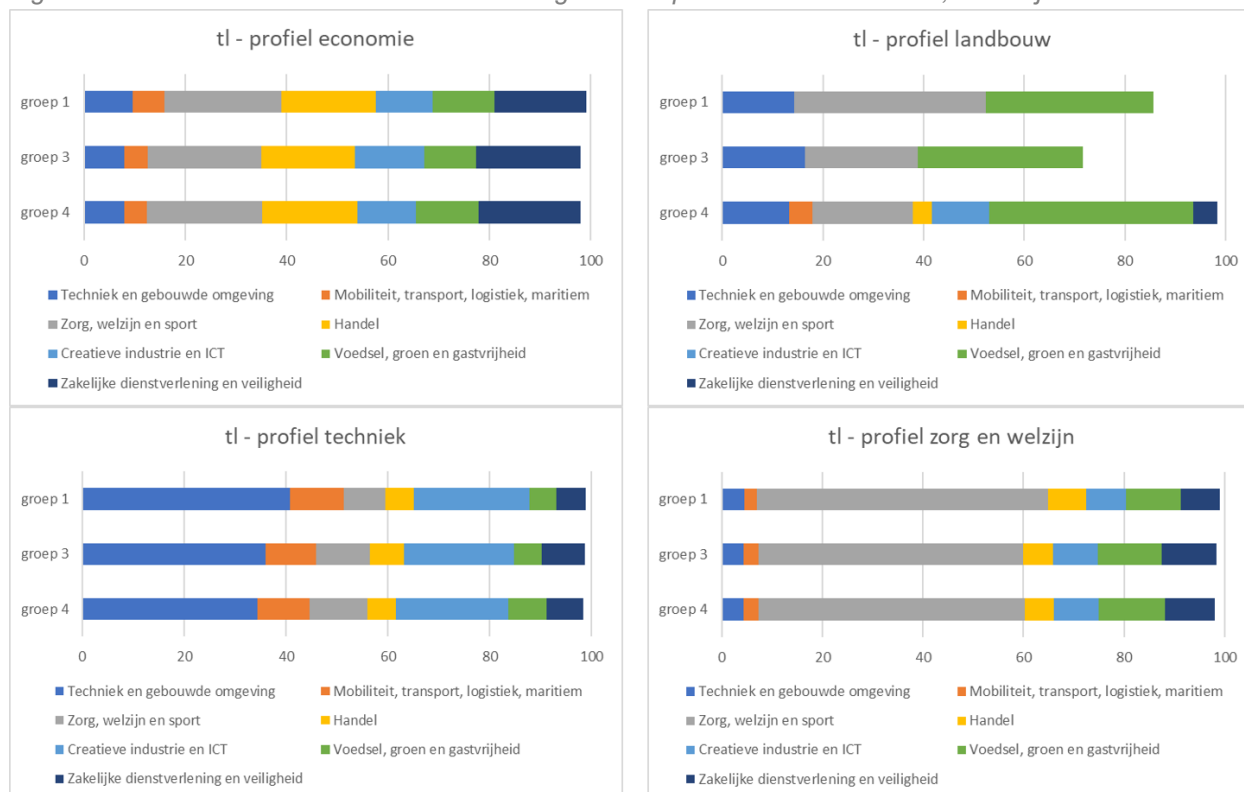 tl - profiel economie
groep 1
groep 3
groep 4
0 20 40 60 80 100
Techniek en gebouwde omgeving Mobiliteit, transport, logistiek, maritiem
Zorg, welzijn en sport Handel
Creatieve industrie en ICT Voedsel, groen en gastvrijheid
Zakelijke dienstverlening en veiligheid
tl - profiel landbouw
groep 1
groep 3
groep 4
0 20 40 60 80 100
Techniek en gebouwde omgeving Mobiliteit, transport, logistiek, maritiem
Zorg, welzijn en sport Handel
Creatieve industrie en ICT Voedsel, groen en gastvrijheid
Zakelijke dienstverlening en veiligheid
tl - profiel techniek
groep 1
groep 3
groep 4
0 20 40 60 80 100
Techniek en gebouwde omgeving Mobiliteit, transport, logistiek, maritiem
Zorg, welzijn en sport Handel
Creatieve industrie en ICT Voedsel, groen en gastvrijheid
Zakelijke dienstverlening en veiligheid
tl - profiel zorg en welzijn
groep 1
groep 3
groep 4
0 20 40 60 80 100
Techniek en gebouwde omgeving Mobiliteit, transport, logistiek, maritiem
Zorg, welzijn en sport Handel
Creatieve industrie en ICT Voedsel, groen en gastvrijheid
Zakelijke dienstverlening en veiligheid